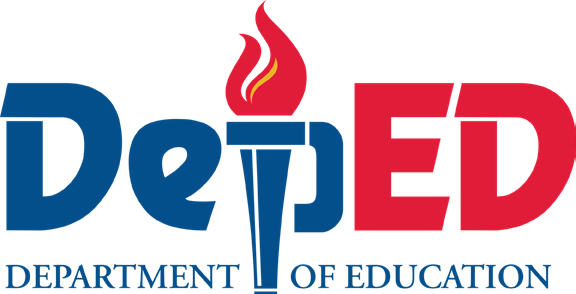 DepED
DEPARTMENT OF EDUCATION